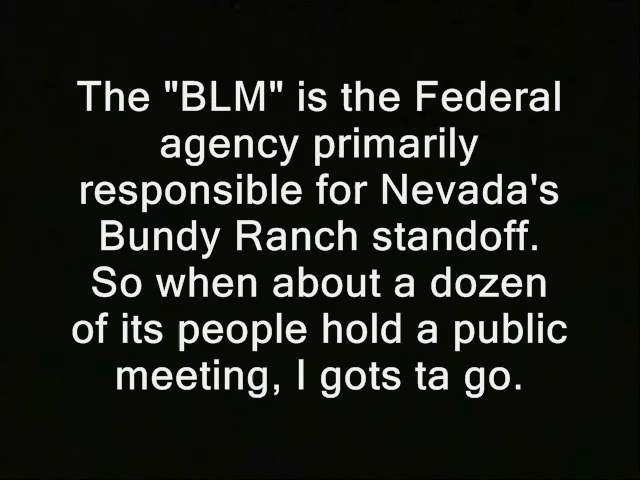 The "BLM" is the Federal
agency primarily
responsible for Nevada's
Bundy Ranch standoff.
So when about a dozen
of its people hold a public
meeting, I gots ta go.